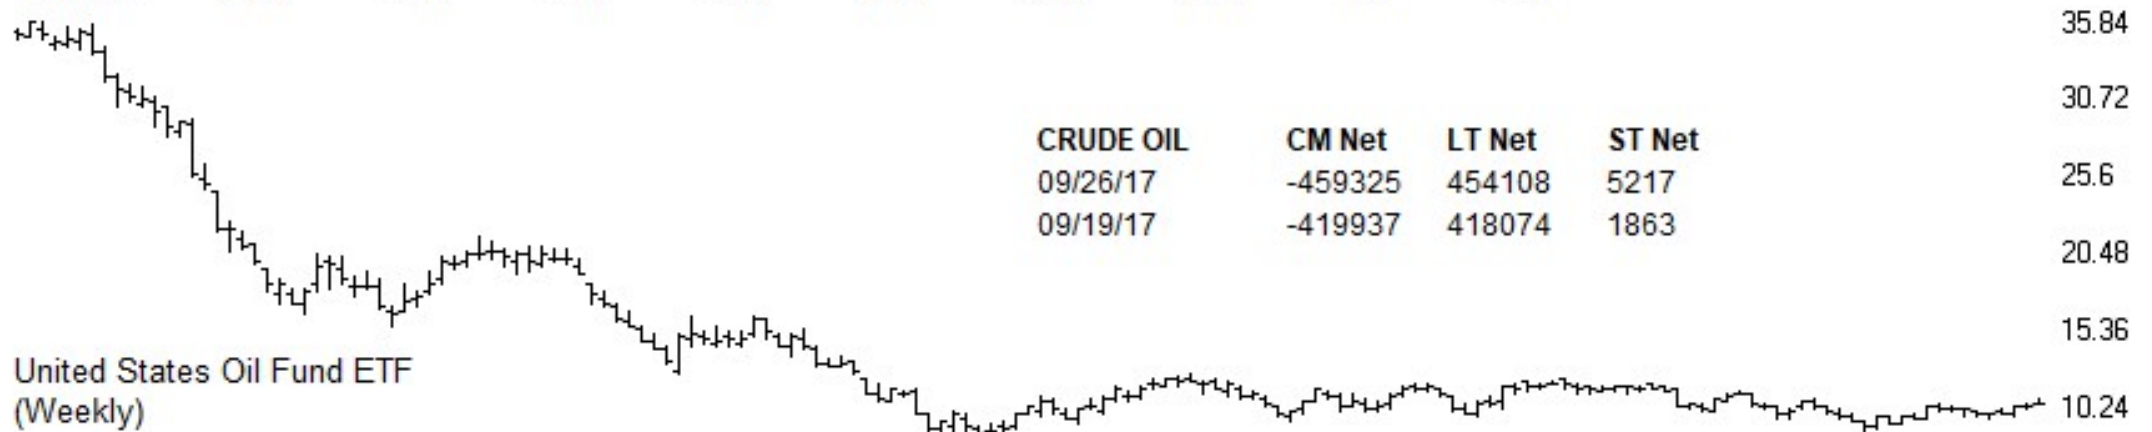 35.84
30.72
CRUDE OIL CM Net LT Net ST Net
09/26/17 -459325 454108 5217
25.6
09/19/17 -419937 418074 1863
20.48
15.36
United States Oil Fund ETF
(Weekly)
10.24